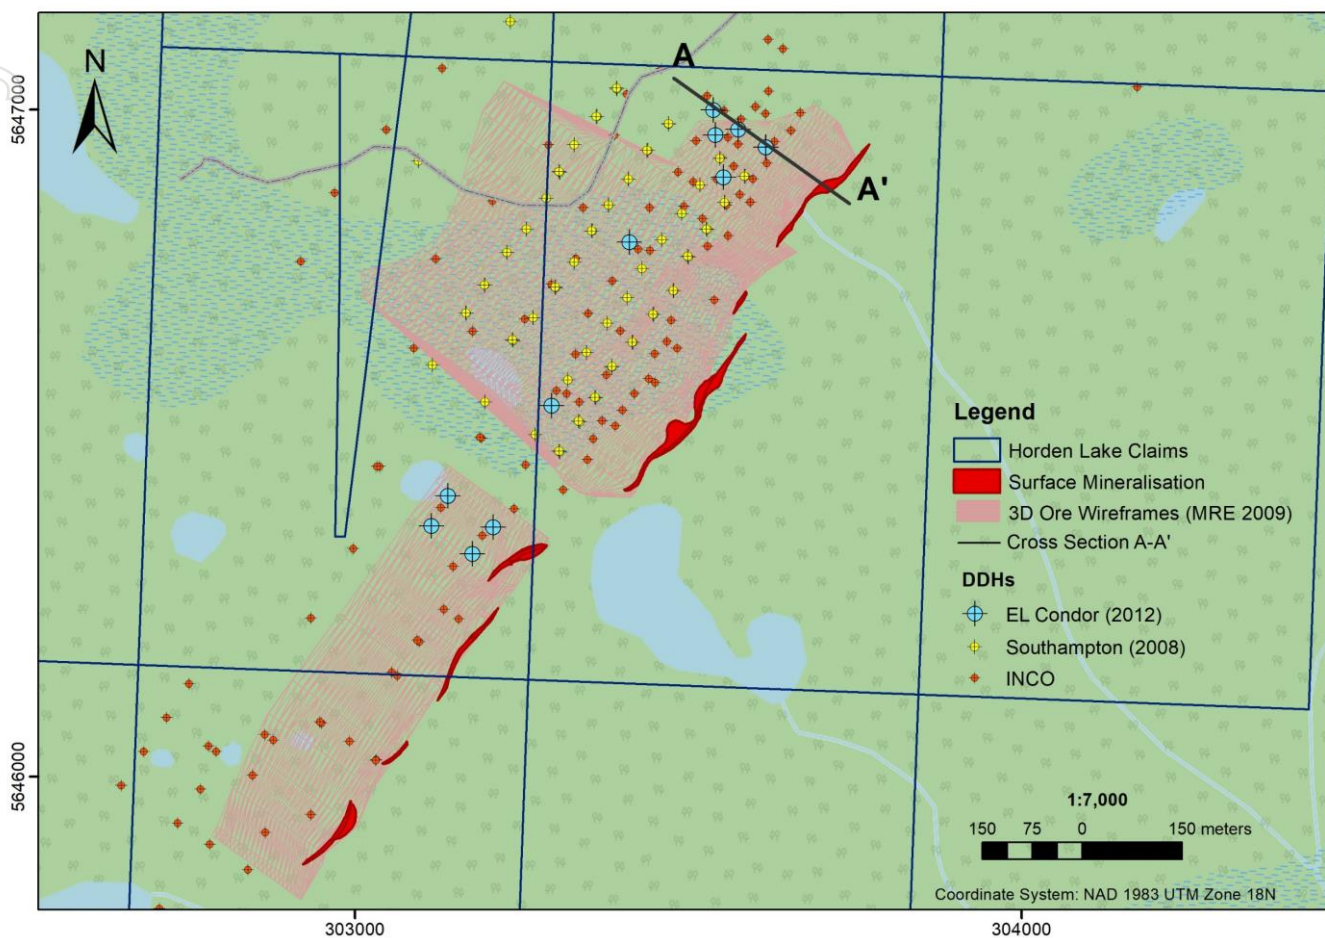 N
A
A'
5647000
5646000
303000
304000
Legend
Horden Lake Claims
Surface Mineralisation
3D Ore Wireframes (MRE 2009)
Cross Section A-A'
DDHs
EL Condor (2012)
Southampton (2008)
INCO
1:7,000
150 75 0 150 meters
Coordinate System: NAD 1983 UTM Zone 18N